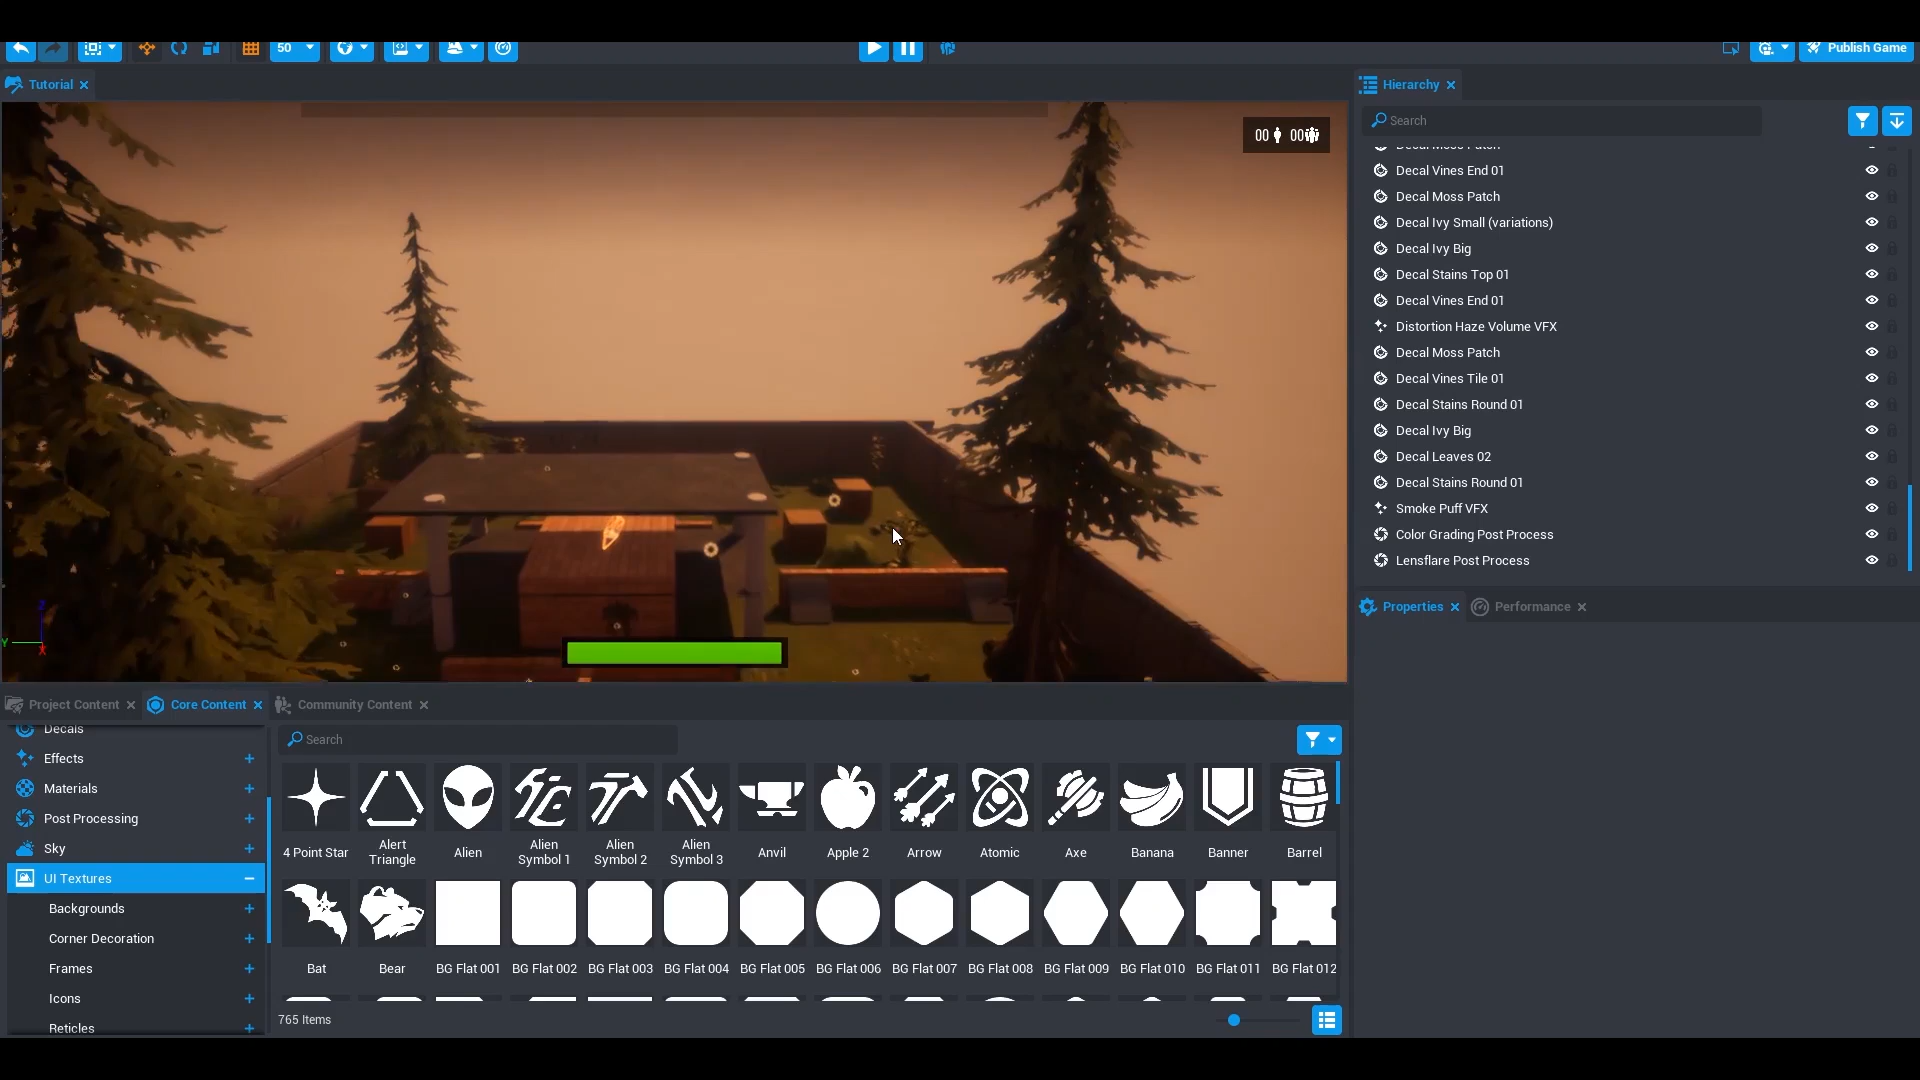 50
Publish Game
Tutorial
Hierarchy
Search
00 00
Decal Moss Patch
Decal Vines End 01
Decal Moss Patch
Decal Ivy Small (variations)
Decal Ivy Big
Decal Stains Top 01
Decal Vines End 01
Distortion Haze Volume VFX
Decal Moss Patch
Decal Vines Tile 01
Decal Stains Round 01
Decal Ivy Big
Decal Leaves 02
Decal Stains Round 01
Smoke Puff VFX
Color Grading Post Process
Lensflare Post Process
Properties Performance
Z
Y
X
Project Content Core Content Community Content
Decals
Effects
Materials
Post Processing
Sky
UI Textures
Backgrounds
Corner Decoration
Frames
Icons
Reticles
Search
4 Point Star
Alert
Triangle
Alien
Alien
Symbol 1
Alien
Symbol 2
Alien
Symbol 3
Anvil
Apple 2
Arrow
Atomic
Axe
Banana
Banner
Barrel
Bat
Bear
BG Flat 001
BG Flat 002
BG Flat 003
BG Flat 004
BG Flat 005
BG Flat 006
BG Flat 007
BG Flat 008
BG Flat 009
BG Flat 010
BG Flat 011
BG Flat 012
765 Items